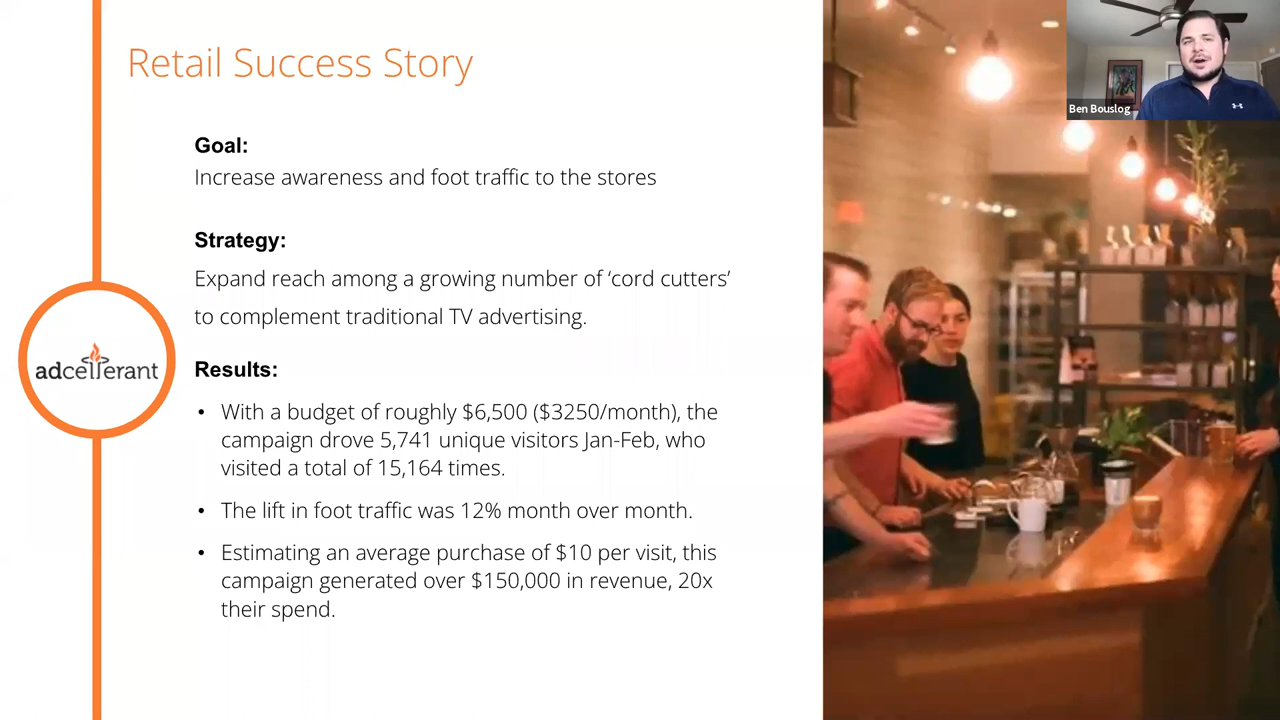 Retail Success Story
Goal:
Increase awareness and foot traffic to the stores
Strategy:
Expand reach among a growing number of ‘cord cutters’
to complement traditional TV advertising.
Results:
• With a budget of roughly $6,500 ($3250/month), the
campaign drove 5,741 unique visitors Jan-Feb, who
visited a total of 15,164 times.
• The lift in foot traffic was 12% month over month.
• Estimating an average purchase of $10 per visit, this
campaign generated over $150,000 in revenue, 20x
their spend.
adcellerant
Ben Bouslog